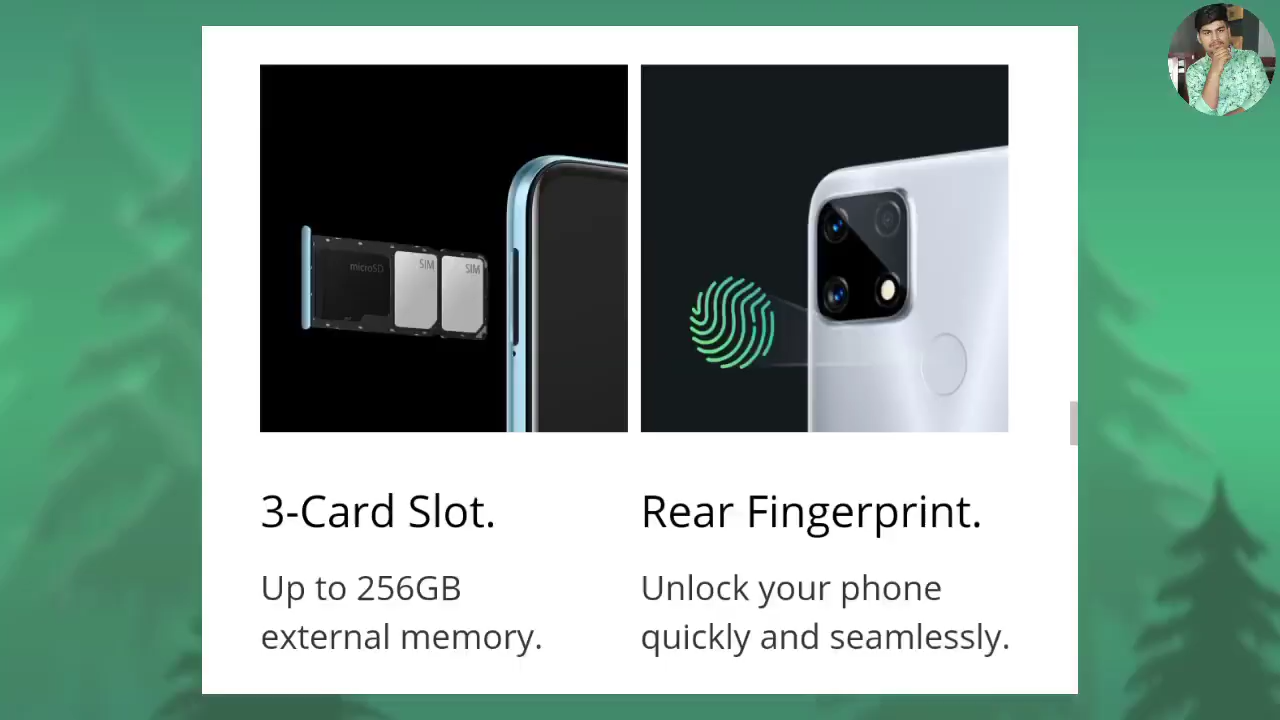 microSD
SIM
SIM
3-Card Slot.
Up to 256GB
external memory.
Rear Fingerprint.
Unlock your phone
quickly and seamlessly.